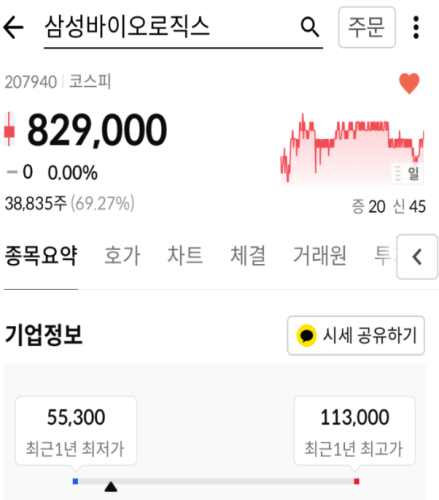 삼성바이오로직스 주문
207940 코스피
829,000
0 0.00%
일
38,835주 (69.27%) 증 20 신 45
종목요약 호가 차트 체결 거래원 투
기업정보 시세 공유하기
55,300 113,000
최근1년 최저가 최근1년 최고가